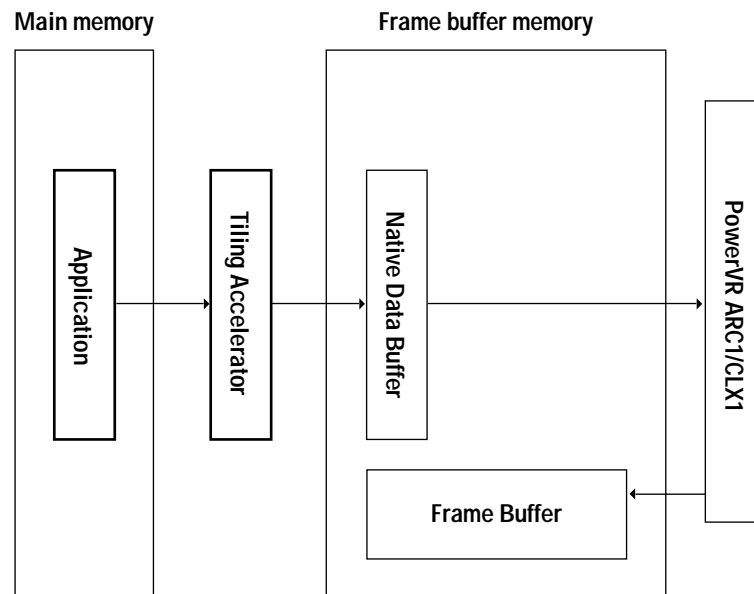 Main memory
Frame buffer memory
Application
Tiling Accelerator
Native Data Buffer
PowerVR ARC1/CLX1
Frame Buffer